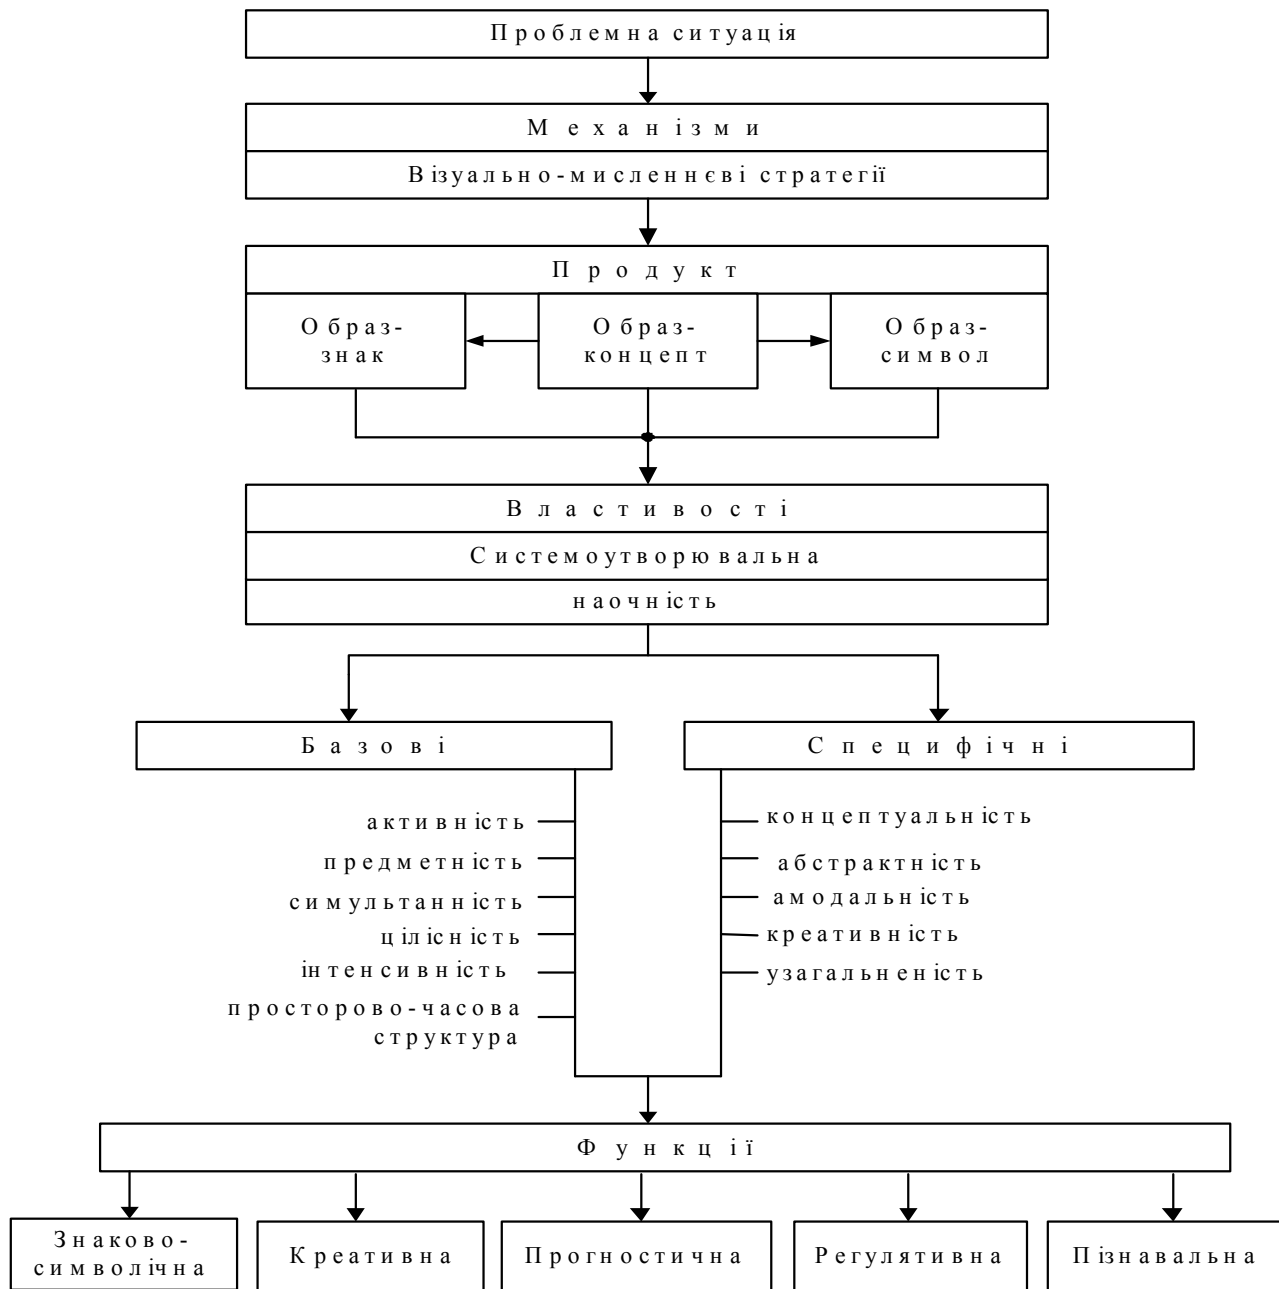 Проблемна ситуація
Механізми
Візуально-мисленнєві стратегії
Продукт
Образ-
знак
Образ-
концепт
Образ-
символ
Властивості
Системоутворювальна
наочність
Базові
Специфічні
активність
предметність
симультанність
цілісність
інтенсивність
просторово-часова
структура
концептуальність
абстрактність
амодальність
креативність
узагальненість
Функції
Знаково-
символічна
Креативна
Прогностична
Регулятивна
Пізнавальна